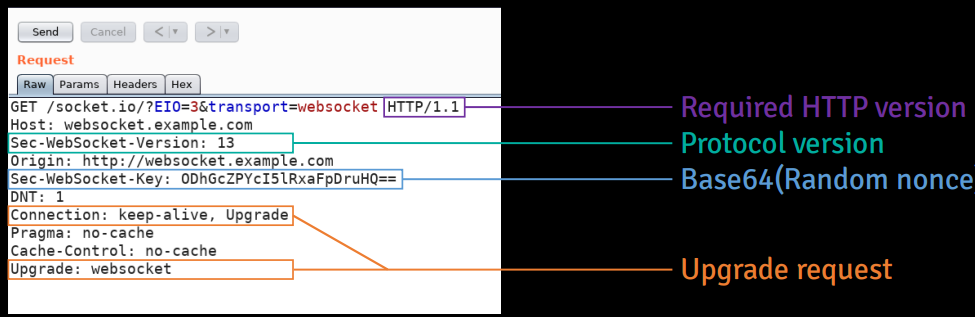 Send Cancel < >
Request
Raw Params Headers Hex
GET /socket.io/?EIO=3&transport=websocket HTTP/1.1
Required HTTP version
Host: websocket.example.com
Sec-WebSocket-Version: 13
Protocol version
Origin: http://websocket.example.com
Sec-WebSocket-Key: ODhGcZPYcI5lRxaFpDruHQ==
Base64(Random nonce
DNT: 1
Connection: keep-alive, Upgrade
Pragma: no-cache
Cache-Control: no-cache
Upgrade: websocket
Upgrade request